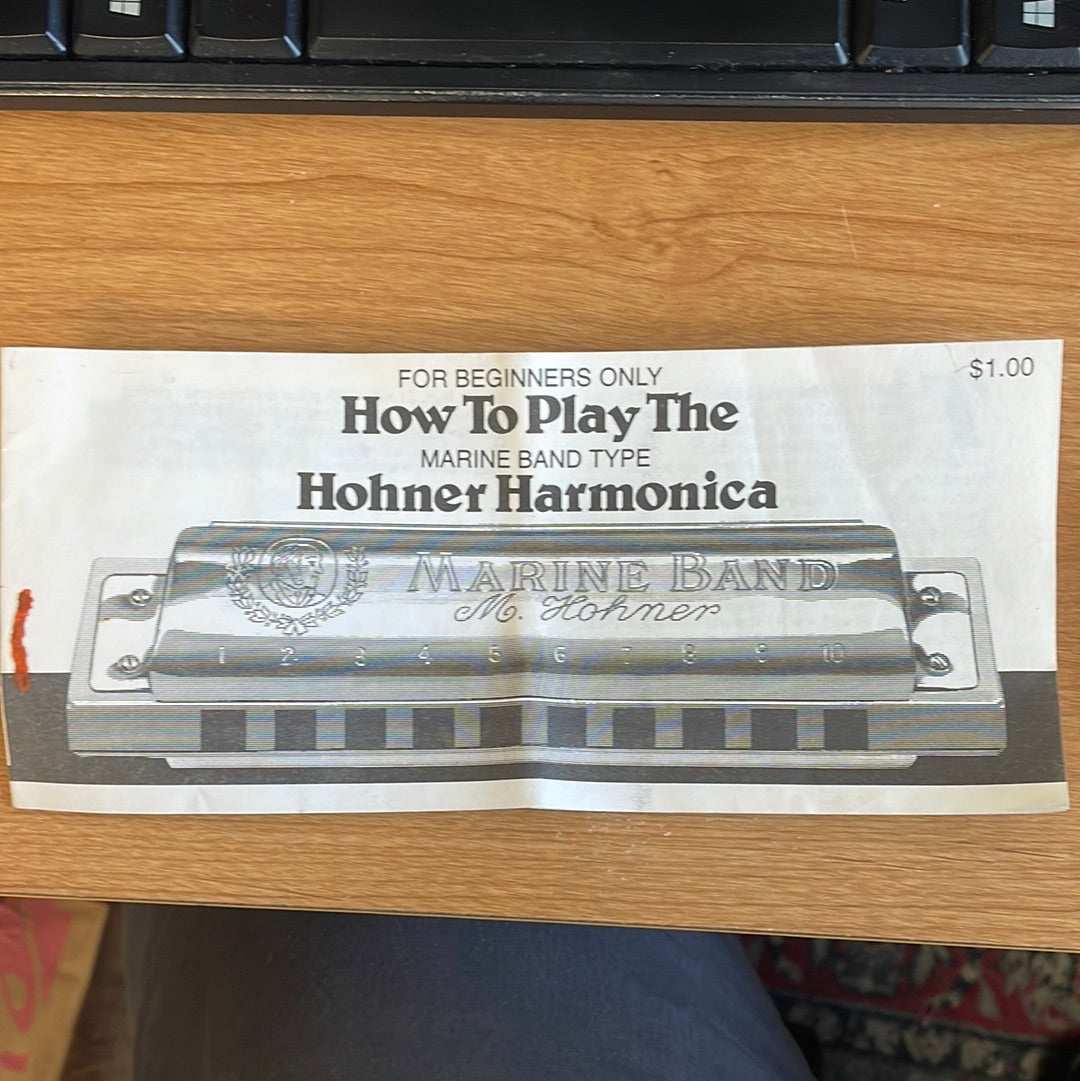 FOR BEGINNERS ONLY
$1.00
How To Play The
MARINE BAND TYPE
Hohner Harmonica
MARINE BAND
M. Hohner
1 2 3 4 5 6 7 8 9 10